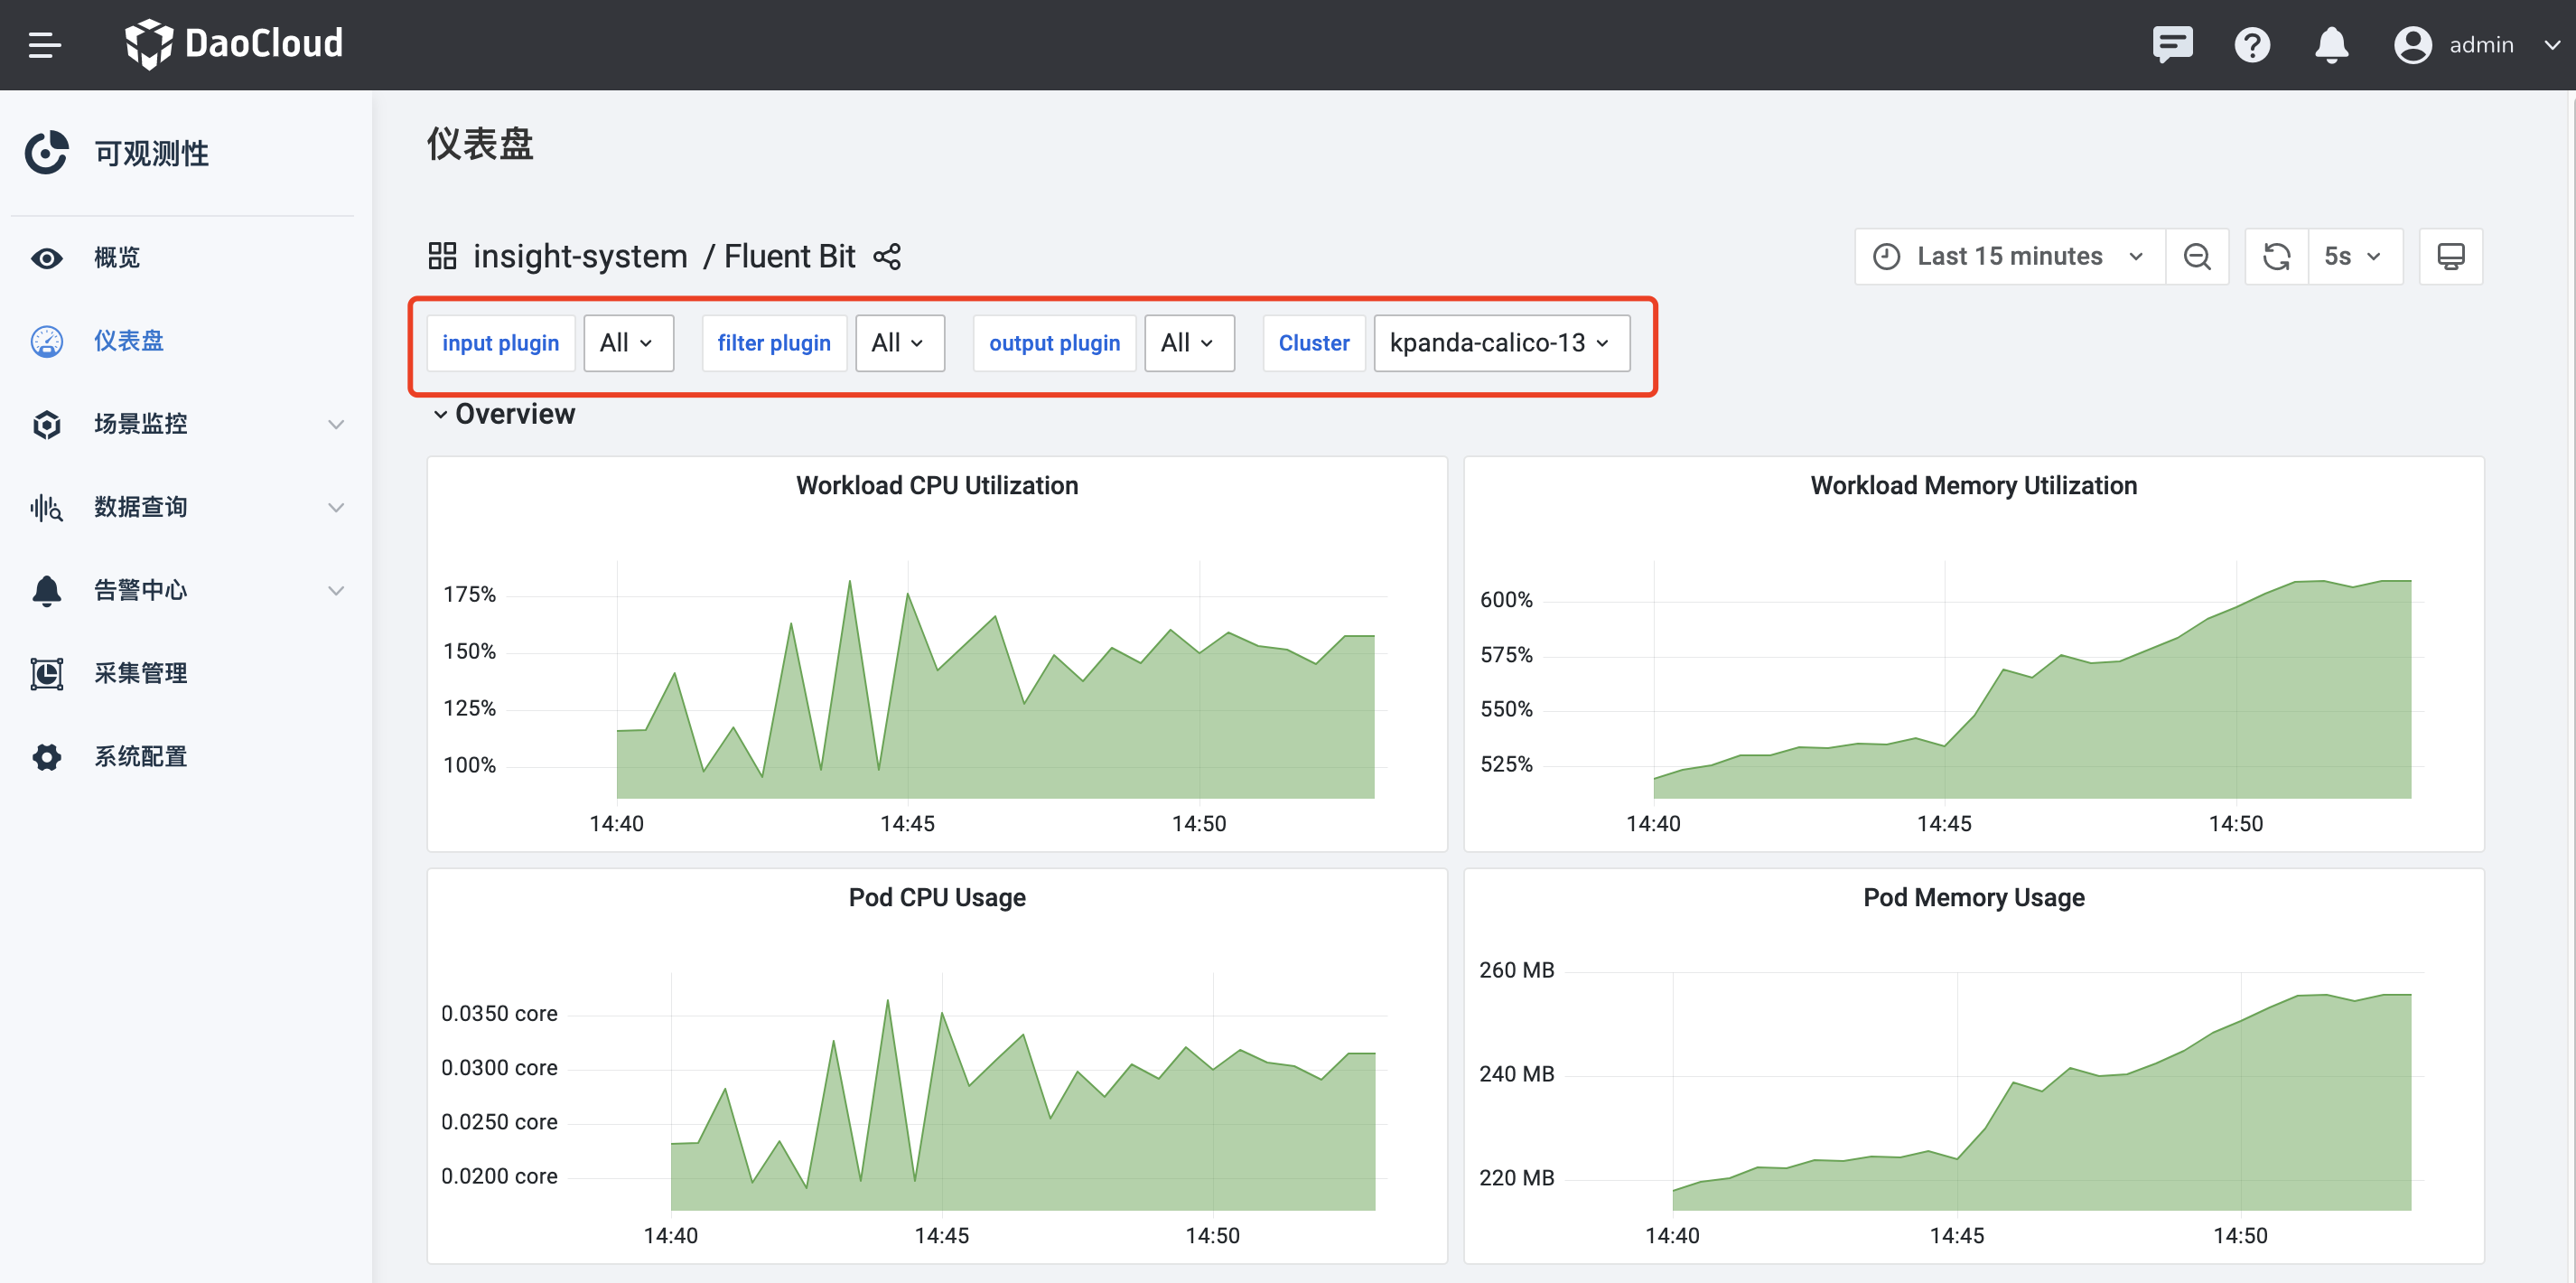 DaoCloud
admin
可观测性
概览
仪表盘
场景监控
数据查询
告警中心
采集管理
系统配置
仪表盘
insight-system / Fluent Bit
Last 15 minutes
5s
input plugin All filter plugin All output plugin All Cluster kpanda-calico-13
Overview
Workload CPU Utilization
175%
150%
125%
100%
14:40 14:45 14:50
Workload Memory Utilization
600%
575%
550%
525%
14:40 14:45 14:50
Pod CPU Usage
0.0350 core
0.0300 core
0.0250 core
0.0200 core
14:40 14:45 14:50
Pod Memory Usage
260 MB
240 MB
220 MB
14:40 14:45 14:50